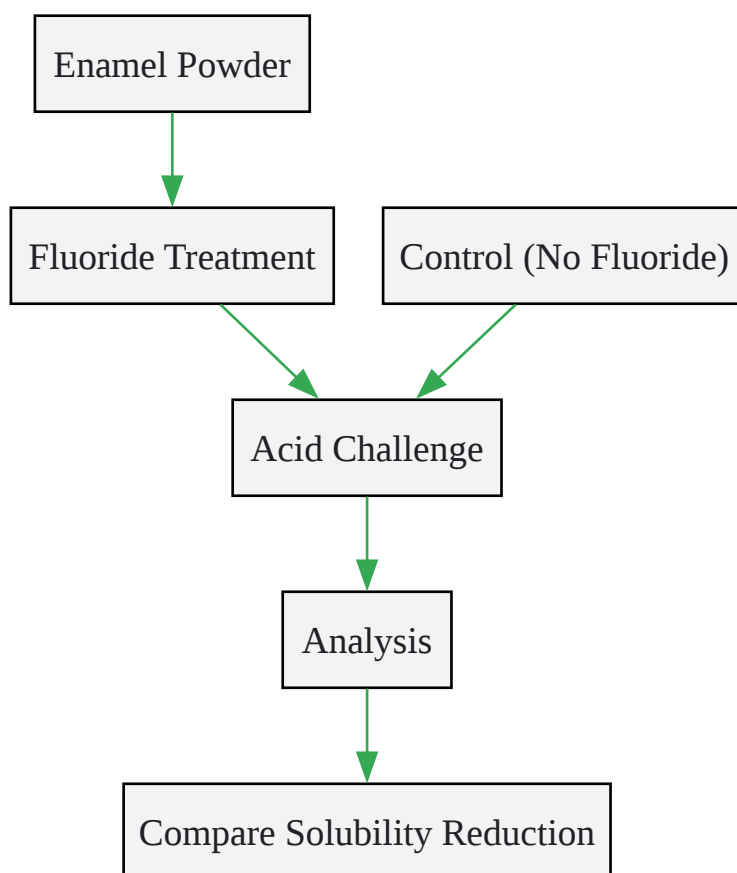 Enamel Powder
Fluoride Treatment
Control (No Fluoride)
Acid Challenge
Analysis
Compare Solubility Reduction